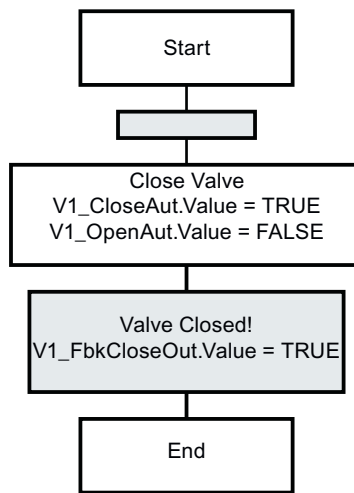 Start
Close Valve
V1_CloseAut.Value = TRUE
V1_OpenAut.Value = FALSE
Valve Closed!
V1_FbkCloseOut.Value = TRUE
End